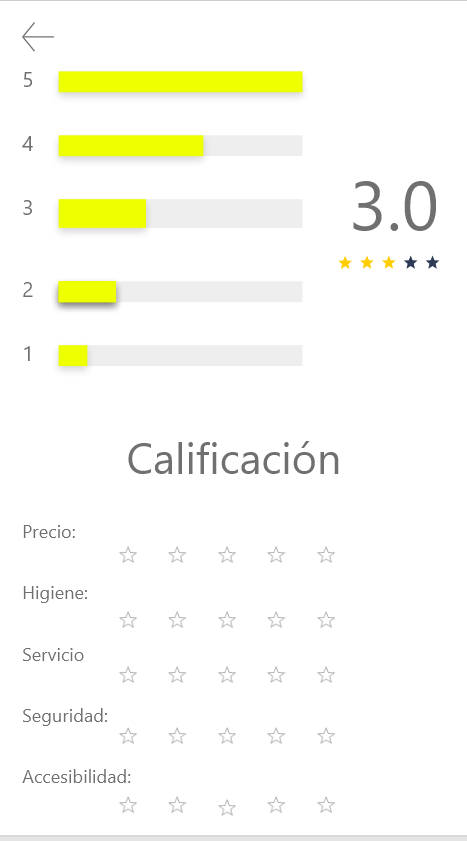 5
4
3
3.0
2
1
Calificación
Precio:
Higiene:
Servicio
Seguridad:
Accesibilidad: